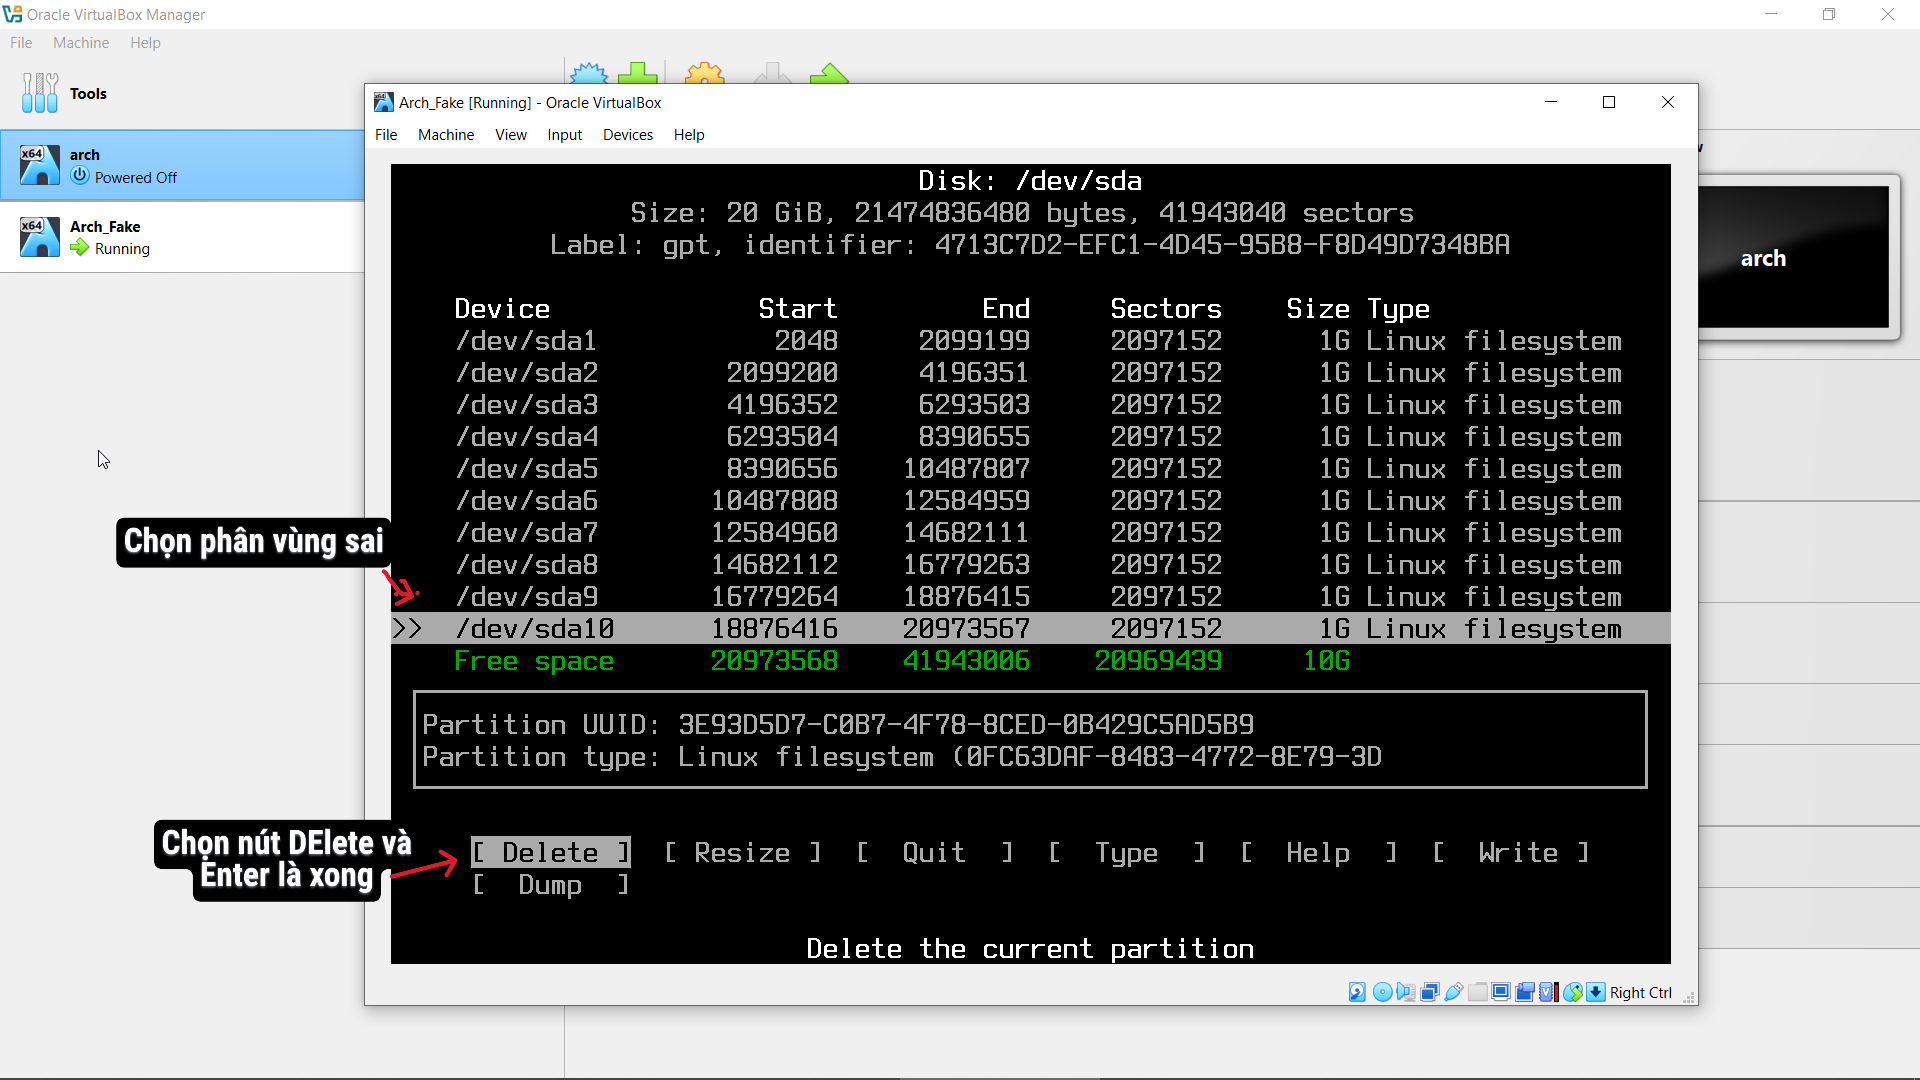 Oracle VirtualBox Manager
File Machine Help
Tools
arch
Powered Off
Arch_Fake
Running
Arch_Fake [Running] - Oracle VirtualBox
File Machine View Input Devices Help
Disk: /dev/sda
Size: 20 GiB, 21474836480 bytes, 41943040 sectors
Label: gpt, identifier: 4713C7D2-EFC1-4D45-95B8-F8D49D7348BA
Device Start End Sectors Size Type
/dev/sda1 2048 2099199 2097152 1G Linux filesystem
/dev/sda2 2099200 4196351 2097152 1G Linux filesystem
/dev/sda3 4196352 6293503 2097152 1G Linux filesystem
/dev/sda4 6293504 8390655 2097152 1G Linux filesystem
/dev/sda5 8390656 10487807 2097152 1G Linux filesystem
/dev/sda6 10487808 12584959 2097152 1G Linux filesystem
/dev/sda7 12584960 14682111 2097152 1G Linux filesystem
/dev/sda8 14682112 16779263 2097152 1G Linux filesystem
/dev/sda9 16779264 18876415 2097152 1G Linux filesystem
>> /dev/sda10 18876416 20973567 2097152 1G Linux filesystem
Free space 20973568 41943006 20969439 10G
Partition UUID: 3E93D5D7-C0B7-4F78-8CED-0B429C5AD5B9
Partition type: Linux filesystem (0FC63DAF-8483-4772-8E79-3D
[ Delete ] [ Resize ] [ Quit ] [ Type ] [ Help ] [ Write ]
[ Dump ]
Delete the current partition
Right Ctrl
Chọn phân vùng sai
Chọn nút DElete và
Enter là xong
arch
x64
x64